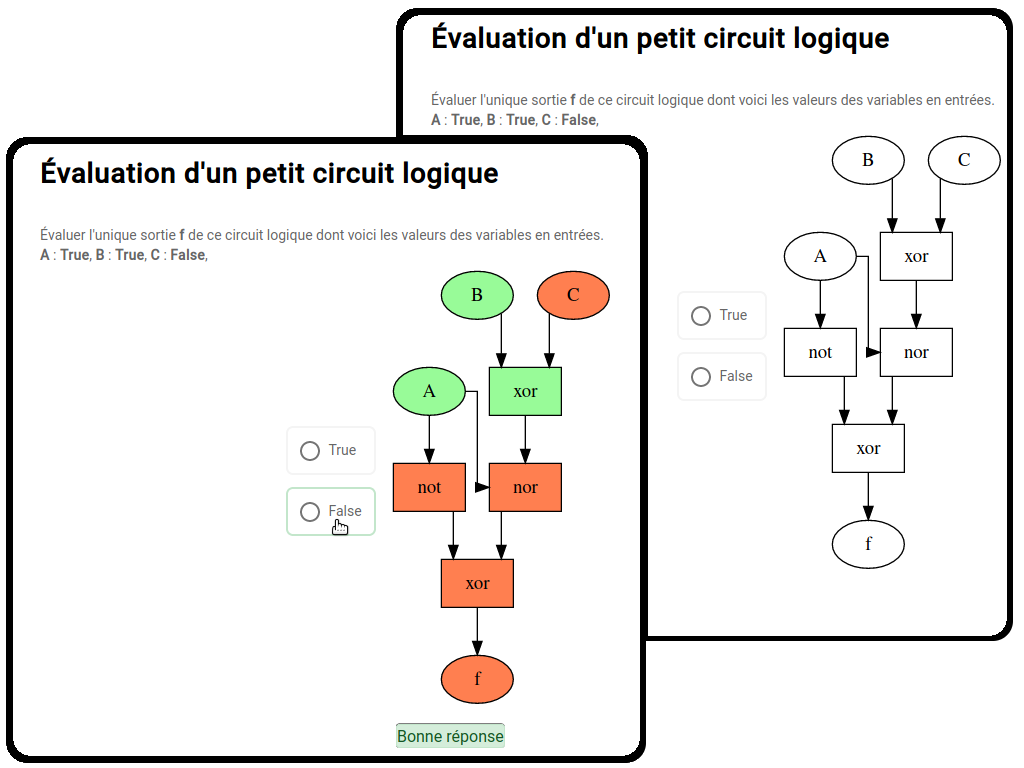 Évaluation d'un petit circuit logique
Évaluer l'unique sortie f de ce circuit logique dont voici les valeurs des variables en entrées.
A : True, B : True, C : False,
B
C
A
xor
True
not
nor
False
xor
f
Évaluation d'un petit circuit logique
Évaluer l'unique sortie f de ce circuit logique dont voici les valeurs des variables en entrées.
A : True, B : True, C : False,
B
C
A
xor
True
not
nor
False
xor
f
Bonne réponse